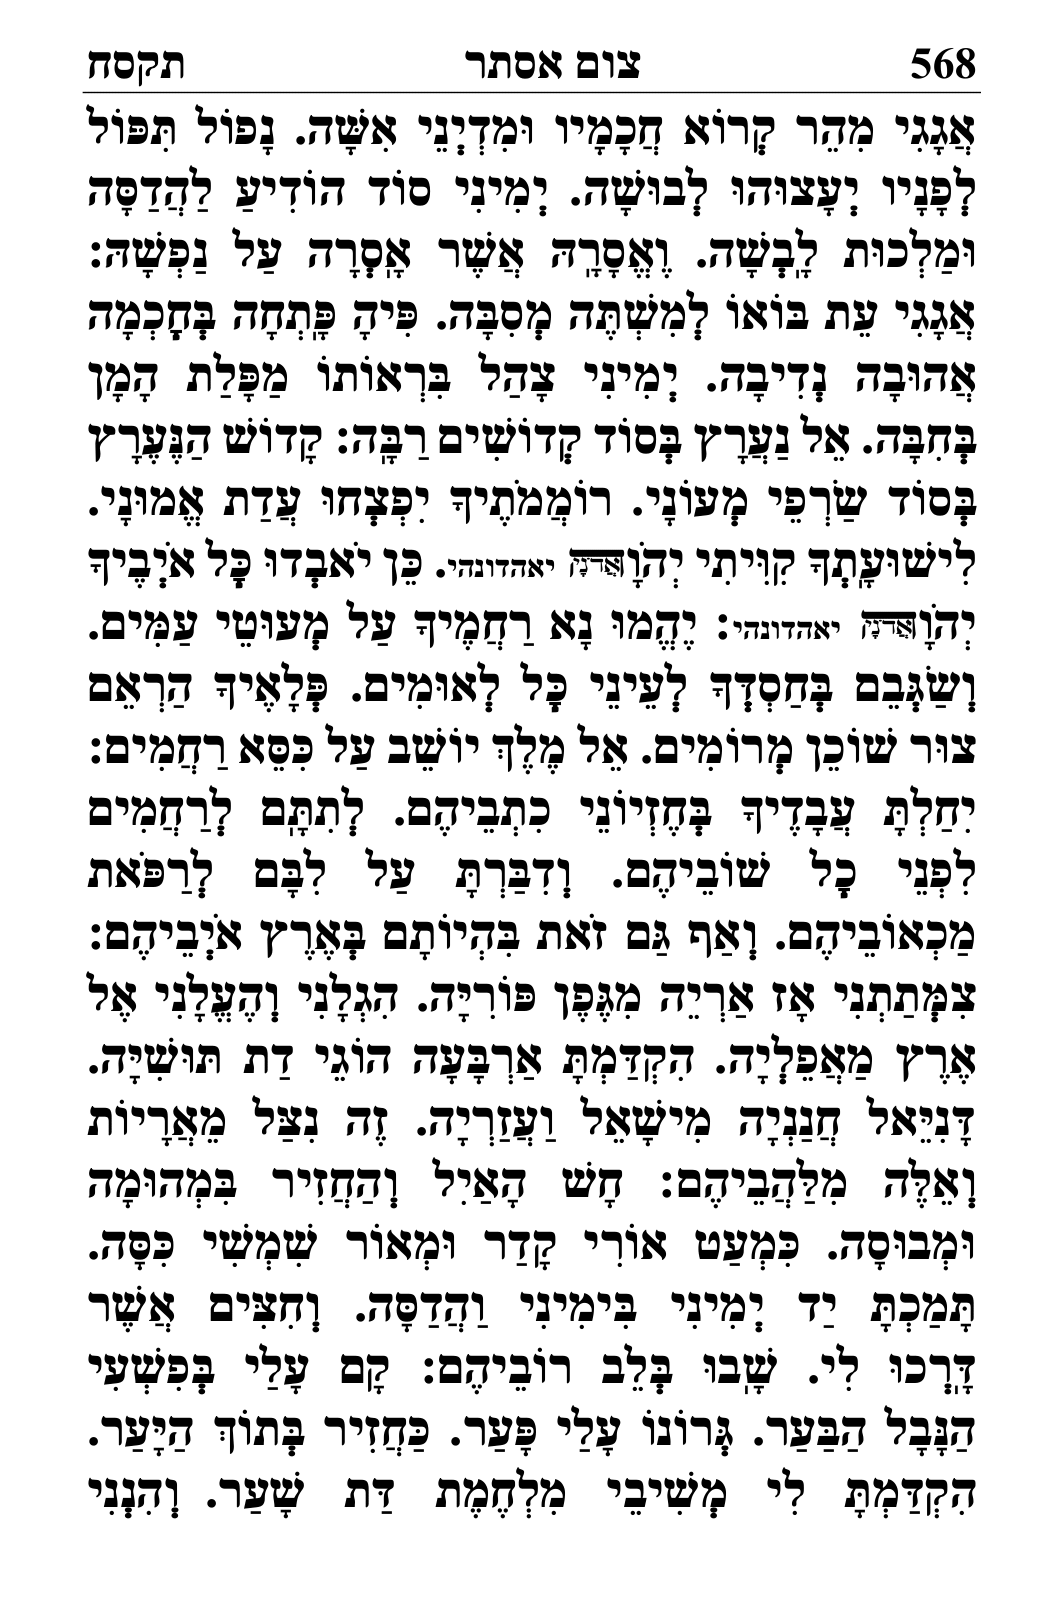 568 צום אסתר תקסח
אֲגָגִי מִהֵר קְרוֹא חֲכָמָיו וּמִדְיְנֵי אִשָּׁה. נָפוֹל תִּפּוֹל
לְפָנָיו יְעָצוּהוּ לְבוּשָׁה. יְמִינִי סוֹד הוֹדִיעַ לַהֲדַסָּה
וּמַלְכוּת לָבְשָׁה. וֶאֱסָרָהּ אֲשֶׁר אָסְרָה עַל נַפְשָׁהּ:
אֲגָגִי עֵת בּוֹאוֹ לְמִשְׁתֶּה מְסִבָּה. פִּיהָ פָּתְחָה בְּחָכְמָה
אֲהוּבָה נְדִיבָה. יְמִינִי צָהַל בִּרְאוֹתוֹ מַפָּלַת הָמָן
בְּחִבָּה. אֵל נַעֲרָץ בְּסוֹד קְדוֹשִׁים רַבָּה: קָדוֹשׁ הַנֶּעֱרָץ
בְּסוֹד שַׂרְפֵי מְעוֹנָי. רוֹמֲמֹתֶיךָ יִפְצְחוּ עֲדַת אֱמוּנָי.
לִישׁוּעָתְךָ קִוִּיתִי יְהֹוָהאֲדֹנָי יאהדונהי. כֵּן יֹאבְדוּ כָּל אֹיְבֶיךָ
יְהֹוָהאֲדֹנָי יאהדונהי: יֶהֱמוּ נָא רַחֲמֶיךָ עַל מְעוּטֵי עַמִּים.
וְשַׂגְּבֵם בְּחַסְדְּךָ לְעֵינֵי כָּל לְאוּמִים. פְּלָאֶיךָ הַרְאֵם
צוּר שׁוֹכֵן מְרוֹמִים. אֵל מֶלֶךְ יוֹשֵׁב עַל כִּסֵּא רַחֲמִים:
יִחַלְתָּ עֲבָדֶיךָ בְּחֶזְיוֹנֵי כִתְבֵיהֶם. לְתִתָּם לְרַחֲמִים
לִפְנֵי כָּל שׁוֹבֵיהֶם. וְדִבַּרְתָּ עַל לִבָּם לְרַפֹּאת
מַכְאוֹבֵיהֶם. וְאַף גַּם זֹאת בִּהְיוֹתָם בְּאֶרֶץ אֹיְבֵיהֶם:
צִמְּתַתְנִי אָז אַרְיֵה מִגֶּפֶן פּוֹרִיָּה. הִגְלָנִי וְהֶעֱלָנִי אֶל
אֶרֶץ מַאֲפֵלְיָה. הִקְדַּמְתָּ אַרְבָּעָה הוֹגֵי דַת תּוּשִׁיָּה.
דָּנִיֵּאל חֲנַנְיָה מִישָׁאֵל וַעֲזַרְיָה. זֶה נִצַּל מֵאֲרָיוֹת
וְאֵלֶּה מִלַּהֲבֵיהֶם: חָשׁ הָאַיִל וְהַחֲזִיר בִּמְהוּמָה
וּמְבוּסָה. כִּמְעַט אוֹרִי קָדַר וּמְאוֹר שִׁמְשִׁי כִּסָּה.
תָּמַכְתָּ יַד יְמִינִי בִּימִינִי וַהֲדַסָּה. וְחִצִּים אֲשֶׁר
דָּרְכוּ לִי. שָׁבוּ בְּלֵב רוֹבֵיהֶם: קָם עָלַי בְּפִשְׁעִי
הַנָּבָל הַבַּעַר. גְּרוֹנוֹ עָלַי פָּעַר. כַּחֲזִיר בְּתוֹךְ הַיָּעַר.
הִקְדַּמְתָּ לִי מְשִׁיבֵי מִלְחֶמֶת דַּת שָׁעַר. וְהִנְנִי